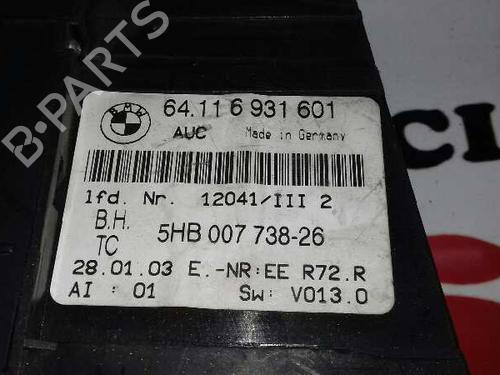 BMW
64.11 6 931 601
AUC Made in Germany
lfd. Nr. 12041/III 2
B.H.
TC 5HB 007 738-26
28.01.03 E.-NR:EE R72.R
AI : 01 SW: V013.0
CI
B-PARTS